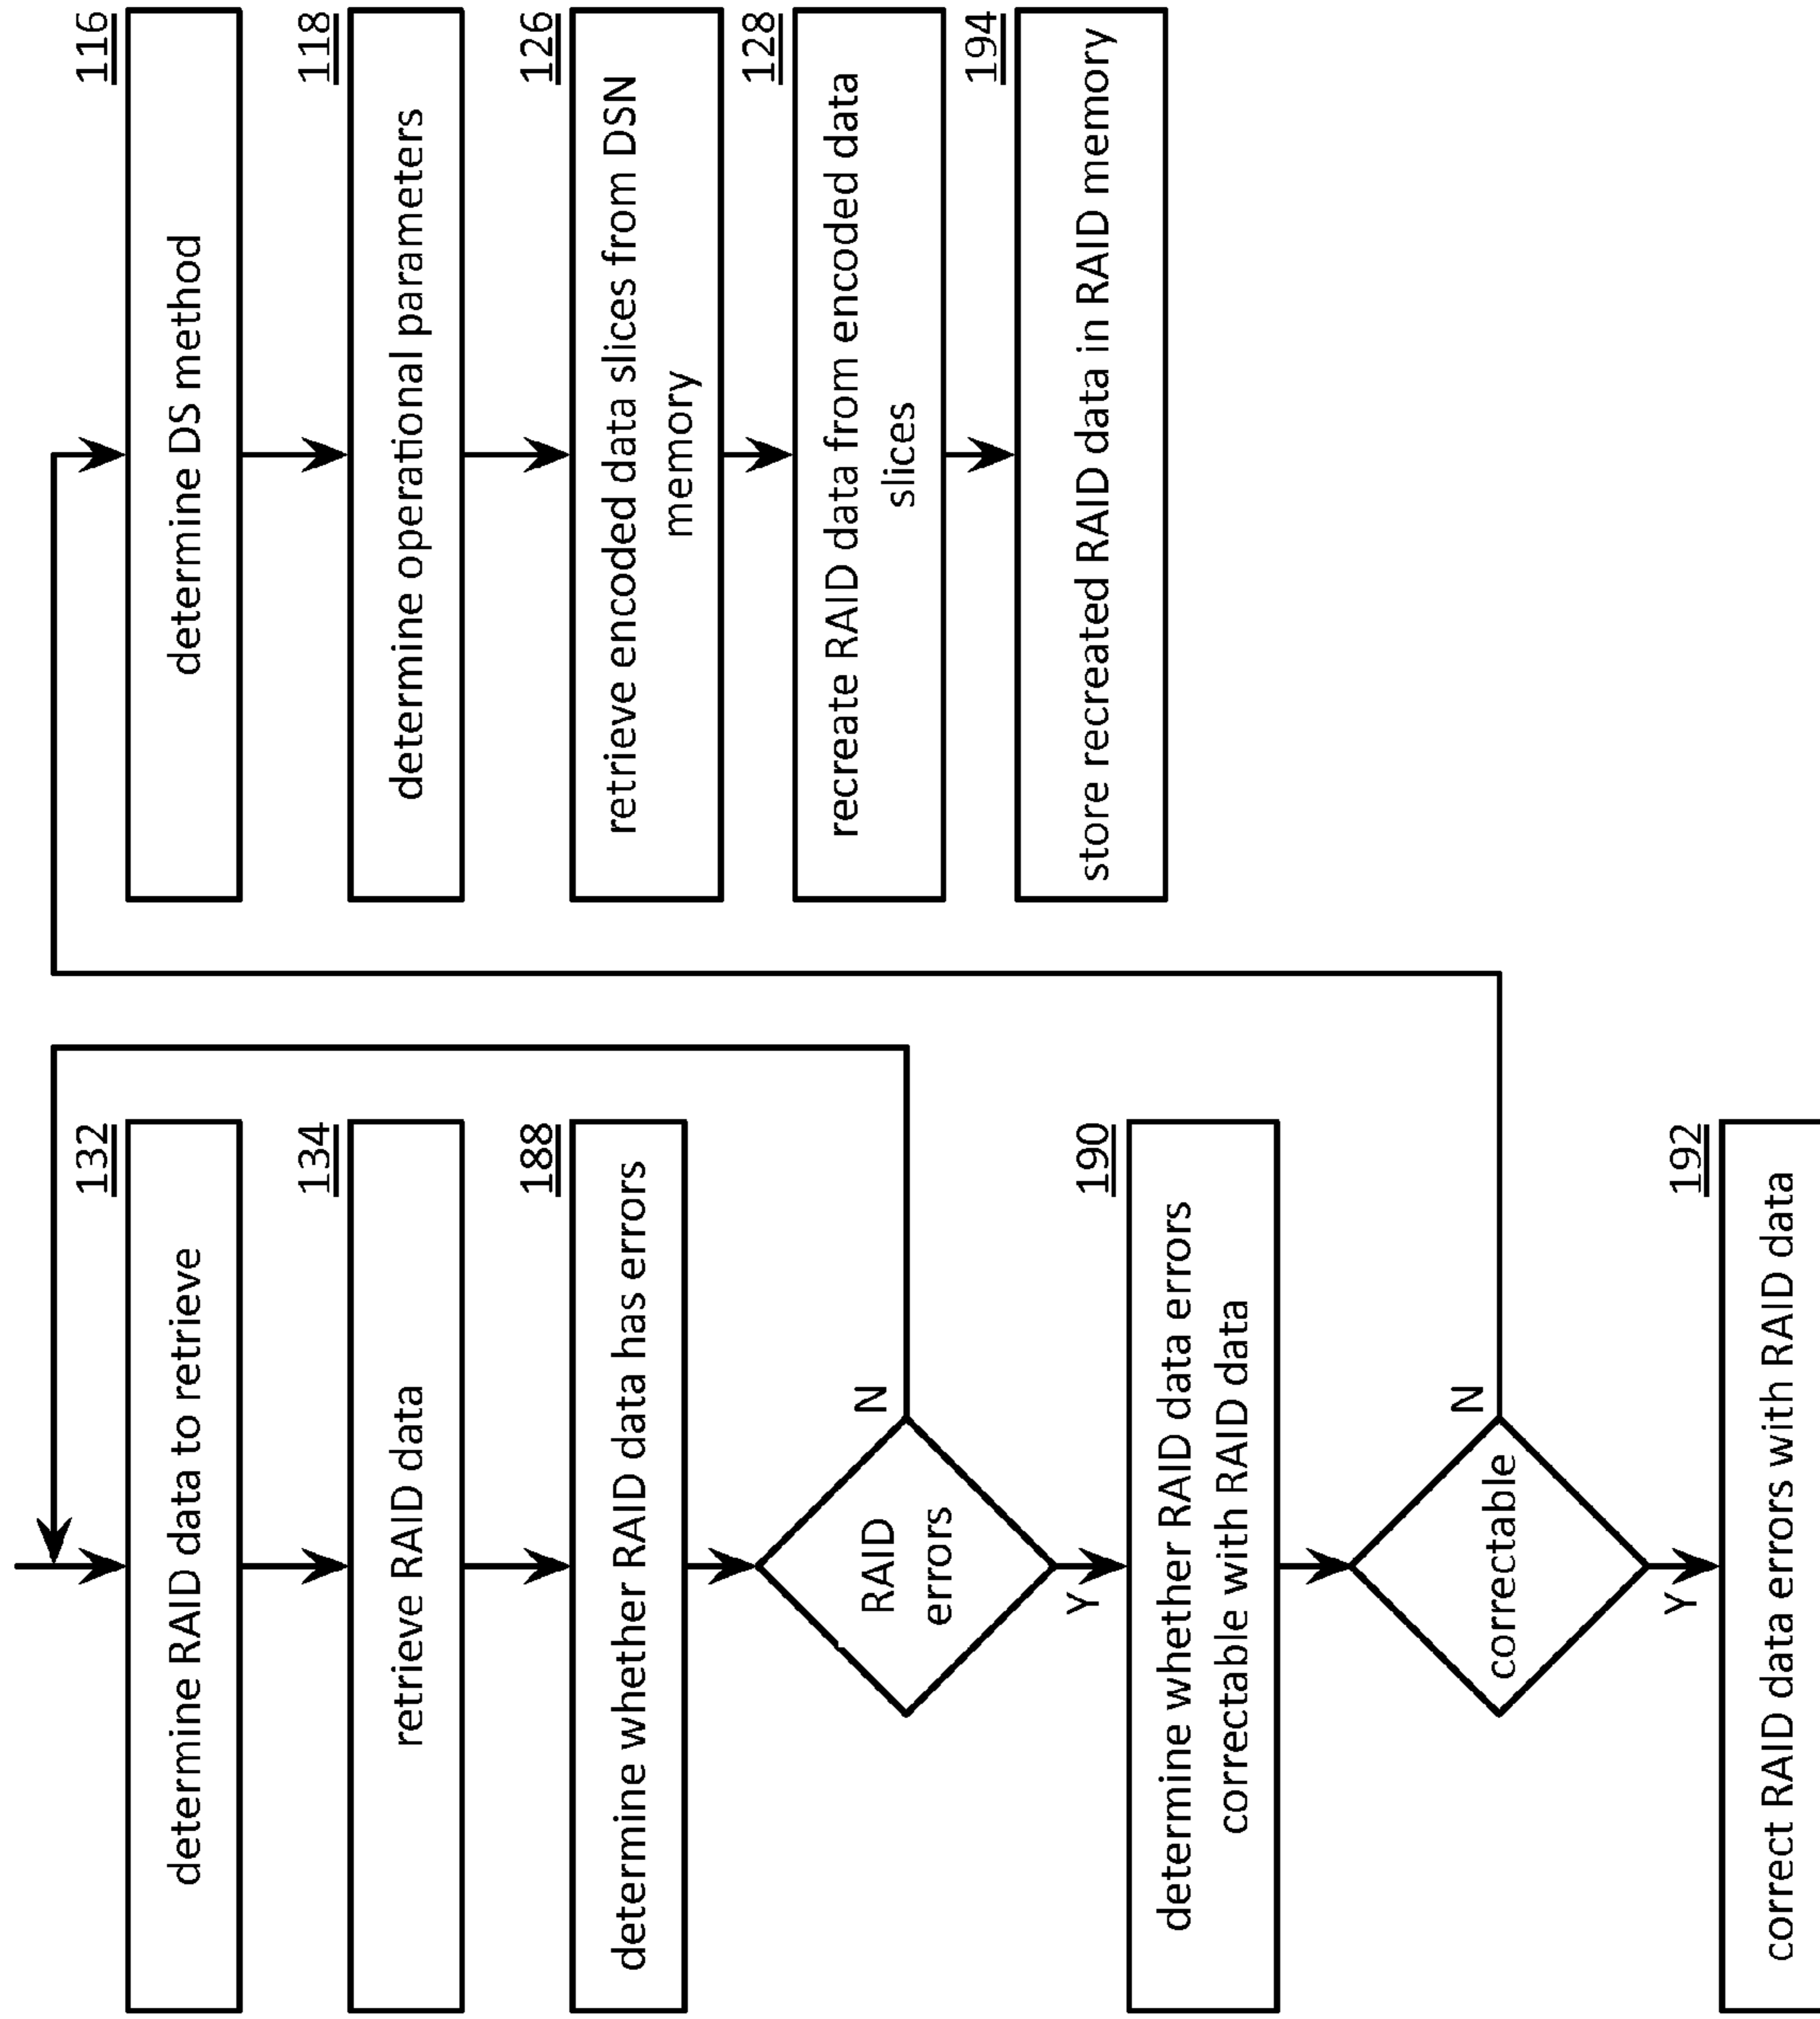 132
determine RAID data to retrieve
134
retrieve RAID data
188
determine whether RAID data has errors
RAID
errors
N
Y
190
determine whether RAID data errors
correctable with RAID data
correctable
N
Y
192
correct RAID data errors with RAID data
116
determine DS method
118
determine operational parameters
126
retrieve encoded data slices from DSN
memory
128
recreate RAID data from encoded data
slices
194
store recreated RAID data in RAID memory